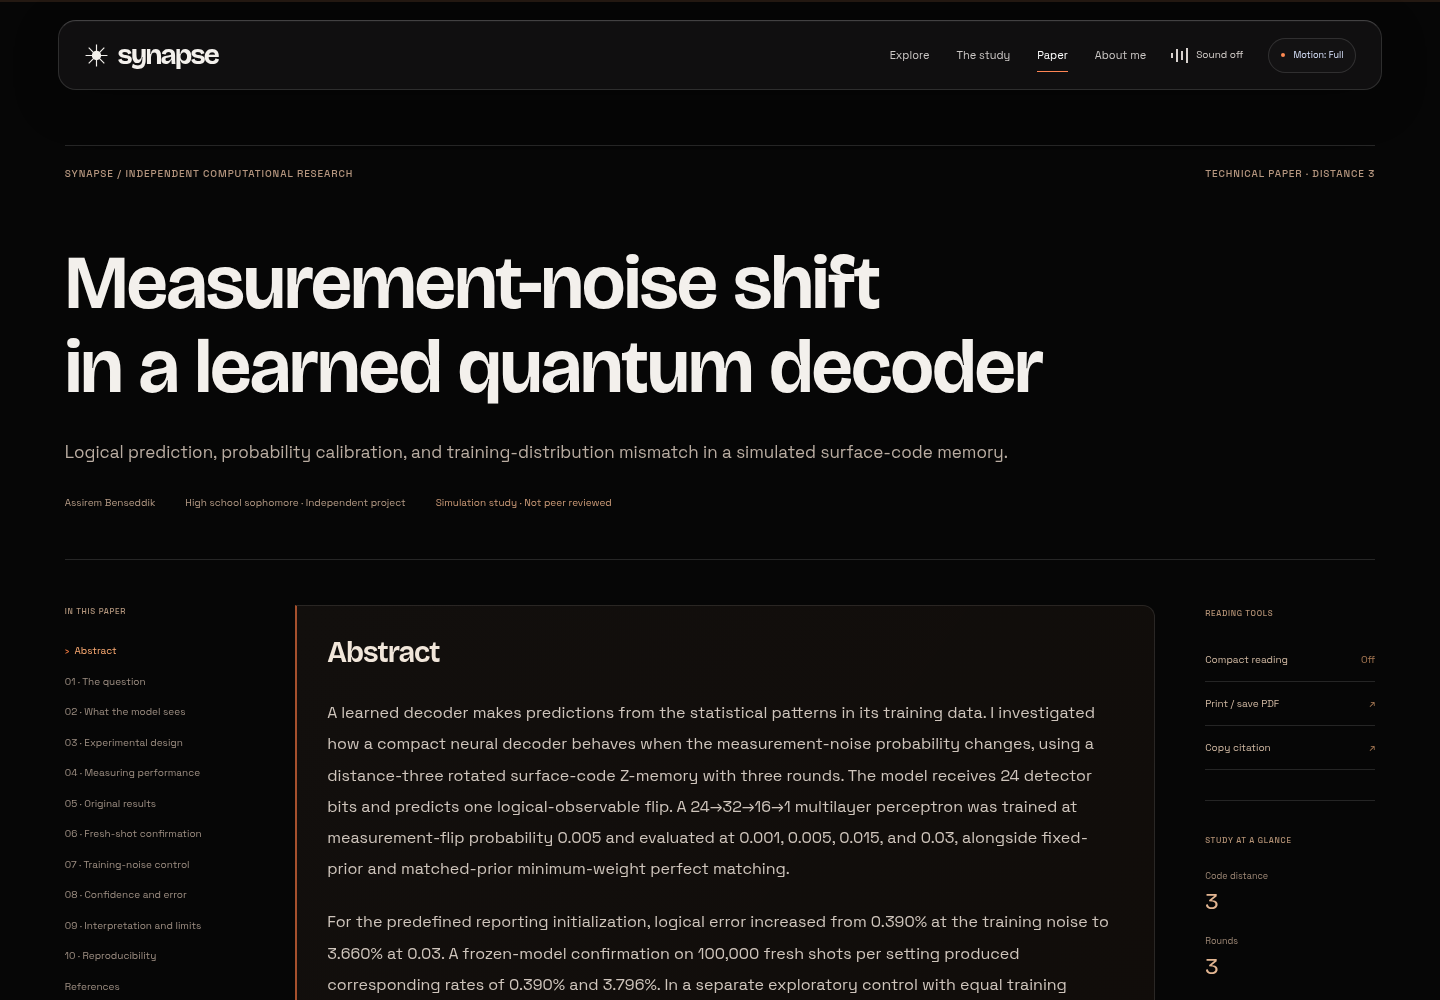 synapse
Explore
The study
Paper
About me
Sound off
Motion: Full
SYNAPSE / INDEPENDENT COMPUTATIONAL RESEARCH
TECHNICAL PAPER · DISTANCE 3
Measurement-noise shift
in a learned quantum decoder
Logical prediction, probability calibration, and training-distribution mismatch in a simulated surface-code memory.
Assirem Benseddik
High school sophomore · Independent project
Simulation study · Not peer reviewed
IN THIS PAPER
> Abstract
01 · The question
02 · What the model sees
03 · Experimental design
04 · Measuring performance
05 · Original results
06 · Fresh-shot confirmation
07 · Training-noise control
08 · Confidence and error
09 · Interpretation and limits
10 · Reproducibility
References
Abstract
A learned decoder makes predictions from the statistical patterns in its training data. I investigated
how a compact neural decoder behaves when the measurement-noise probability changes, using a
distance-three rotated surface-code Z-memory with three rounds. The model receives 24 detector
bits and predicts one logical-observable flip. A 24→32→16→1 multilayer perceptron was trained at
measurement-flip probability 0.005 and evaluated at 0.001, 0.005, 0.015, and 0.03, alongside fixed-
prior and matched-prior minimum-weight perfect matching.
For the predefined reporting initialization, logical error increased from 0.390% at the training noise to
3.660% at 0.03. A frozen-model confirmation on 100,000 fresh shots per setting produced
corresponding rates of 0.390% and 3.796%. In a separate exploratory control with equal training
READING TOOLS
Compact reading Off
Print / save PDF ↗
Copy citation ↗
STUDY AT A GLANCE
Code distance
3
Rounds
3